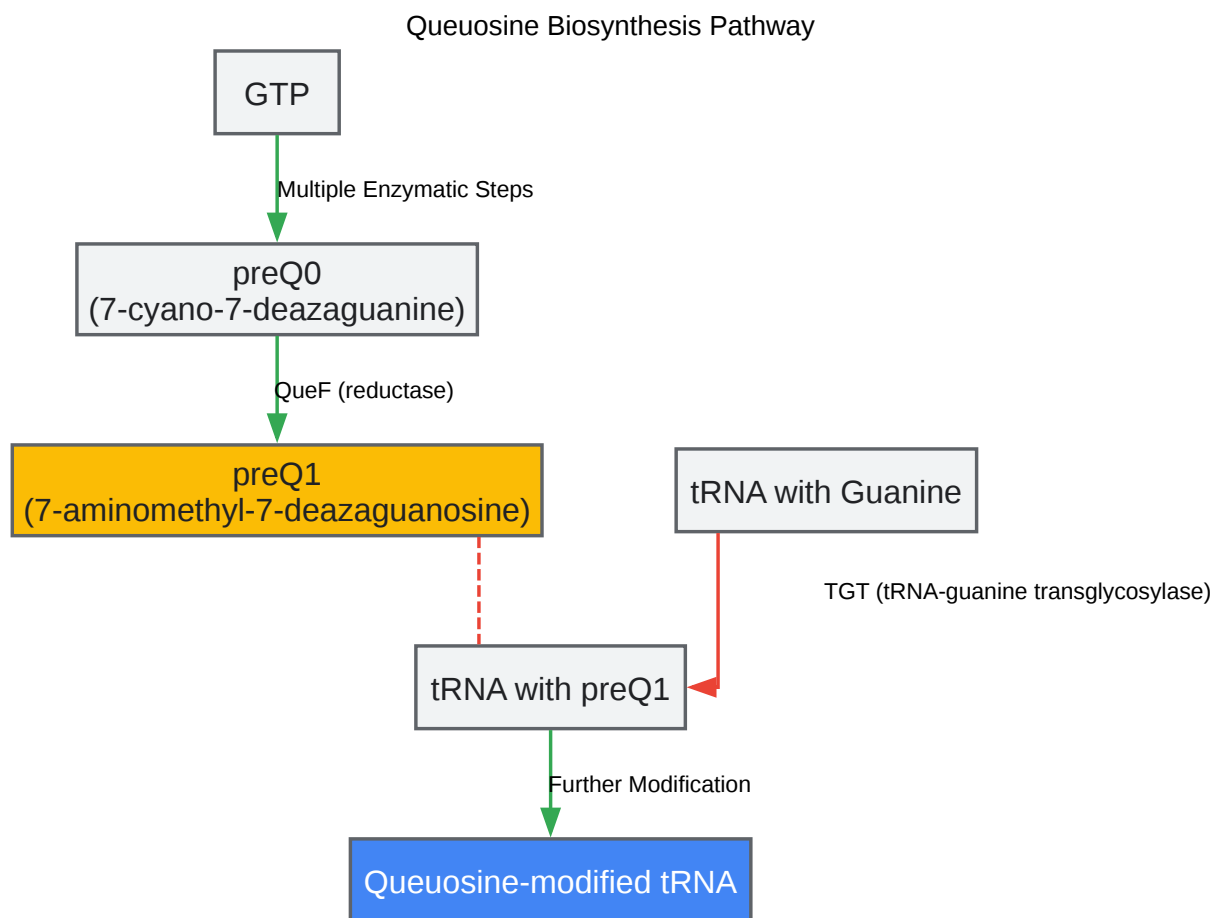 Queuosine Biosynthesis Pathway
GTP
Multiple Enzymatic Steps
preQ0
(7-cyano-7-deazaguanine)
QueF (reductase)
preQ1
(7-aminomethyl-7-deazaguanosine)
tRNA with Guanine
TGT (tRNA-guanine transglycosylase)
tRNA with preQ1
Further Modification
Queuosine-modified tRNA